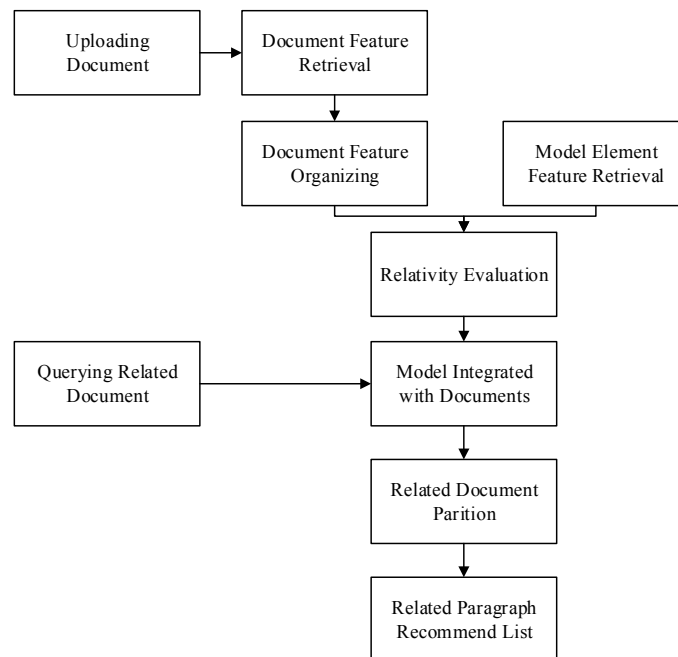 Uploading
Document
Document Feature
Retrieval
Document Feature
Organizing
Model Element
Feature Retrieval
Relativity Evaluation
Querying Related
Document
Model Integrated
with Documents
Related Document
Parition
Related Paragraph
Recommend List